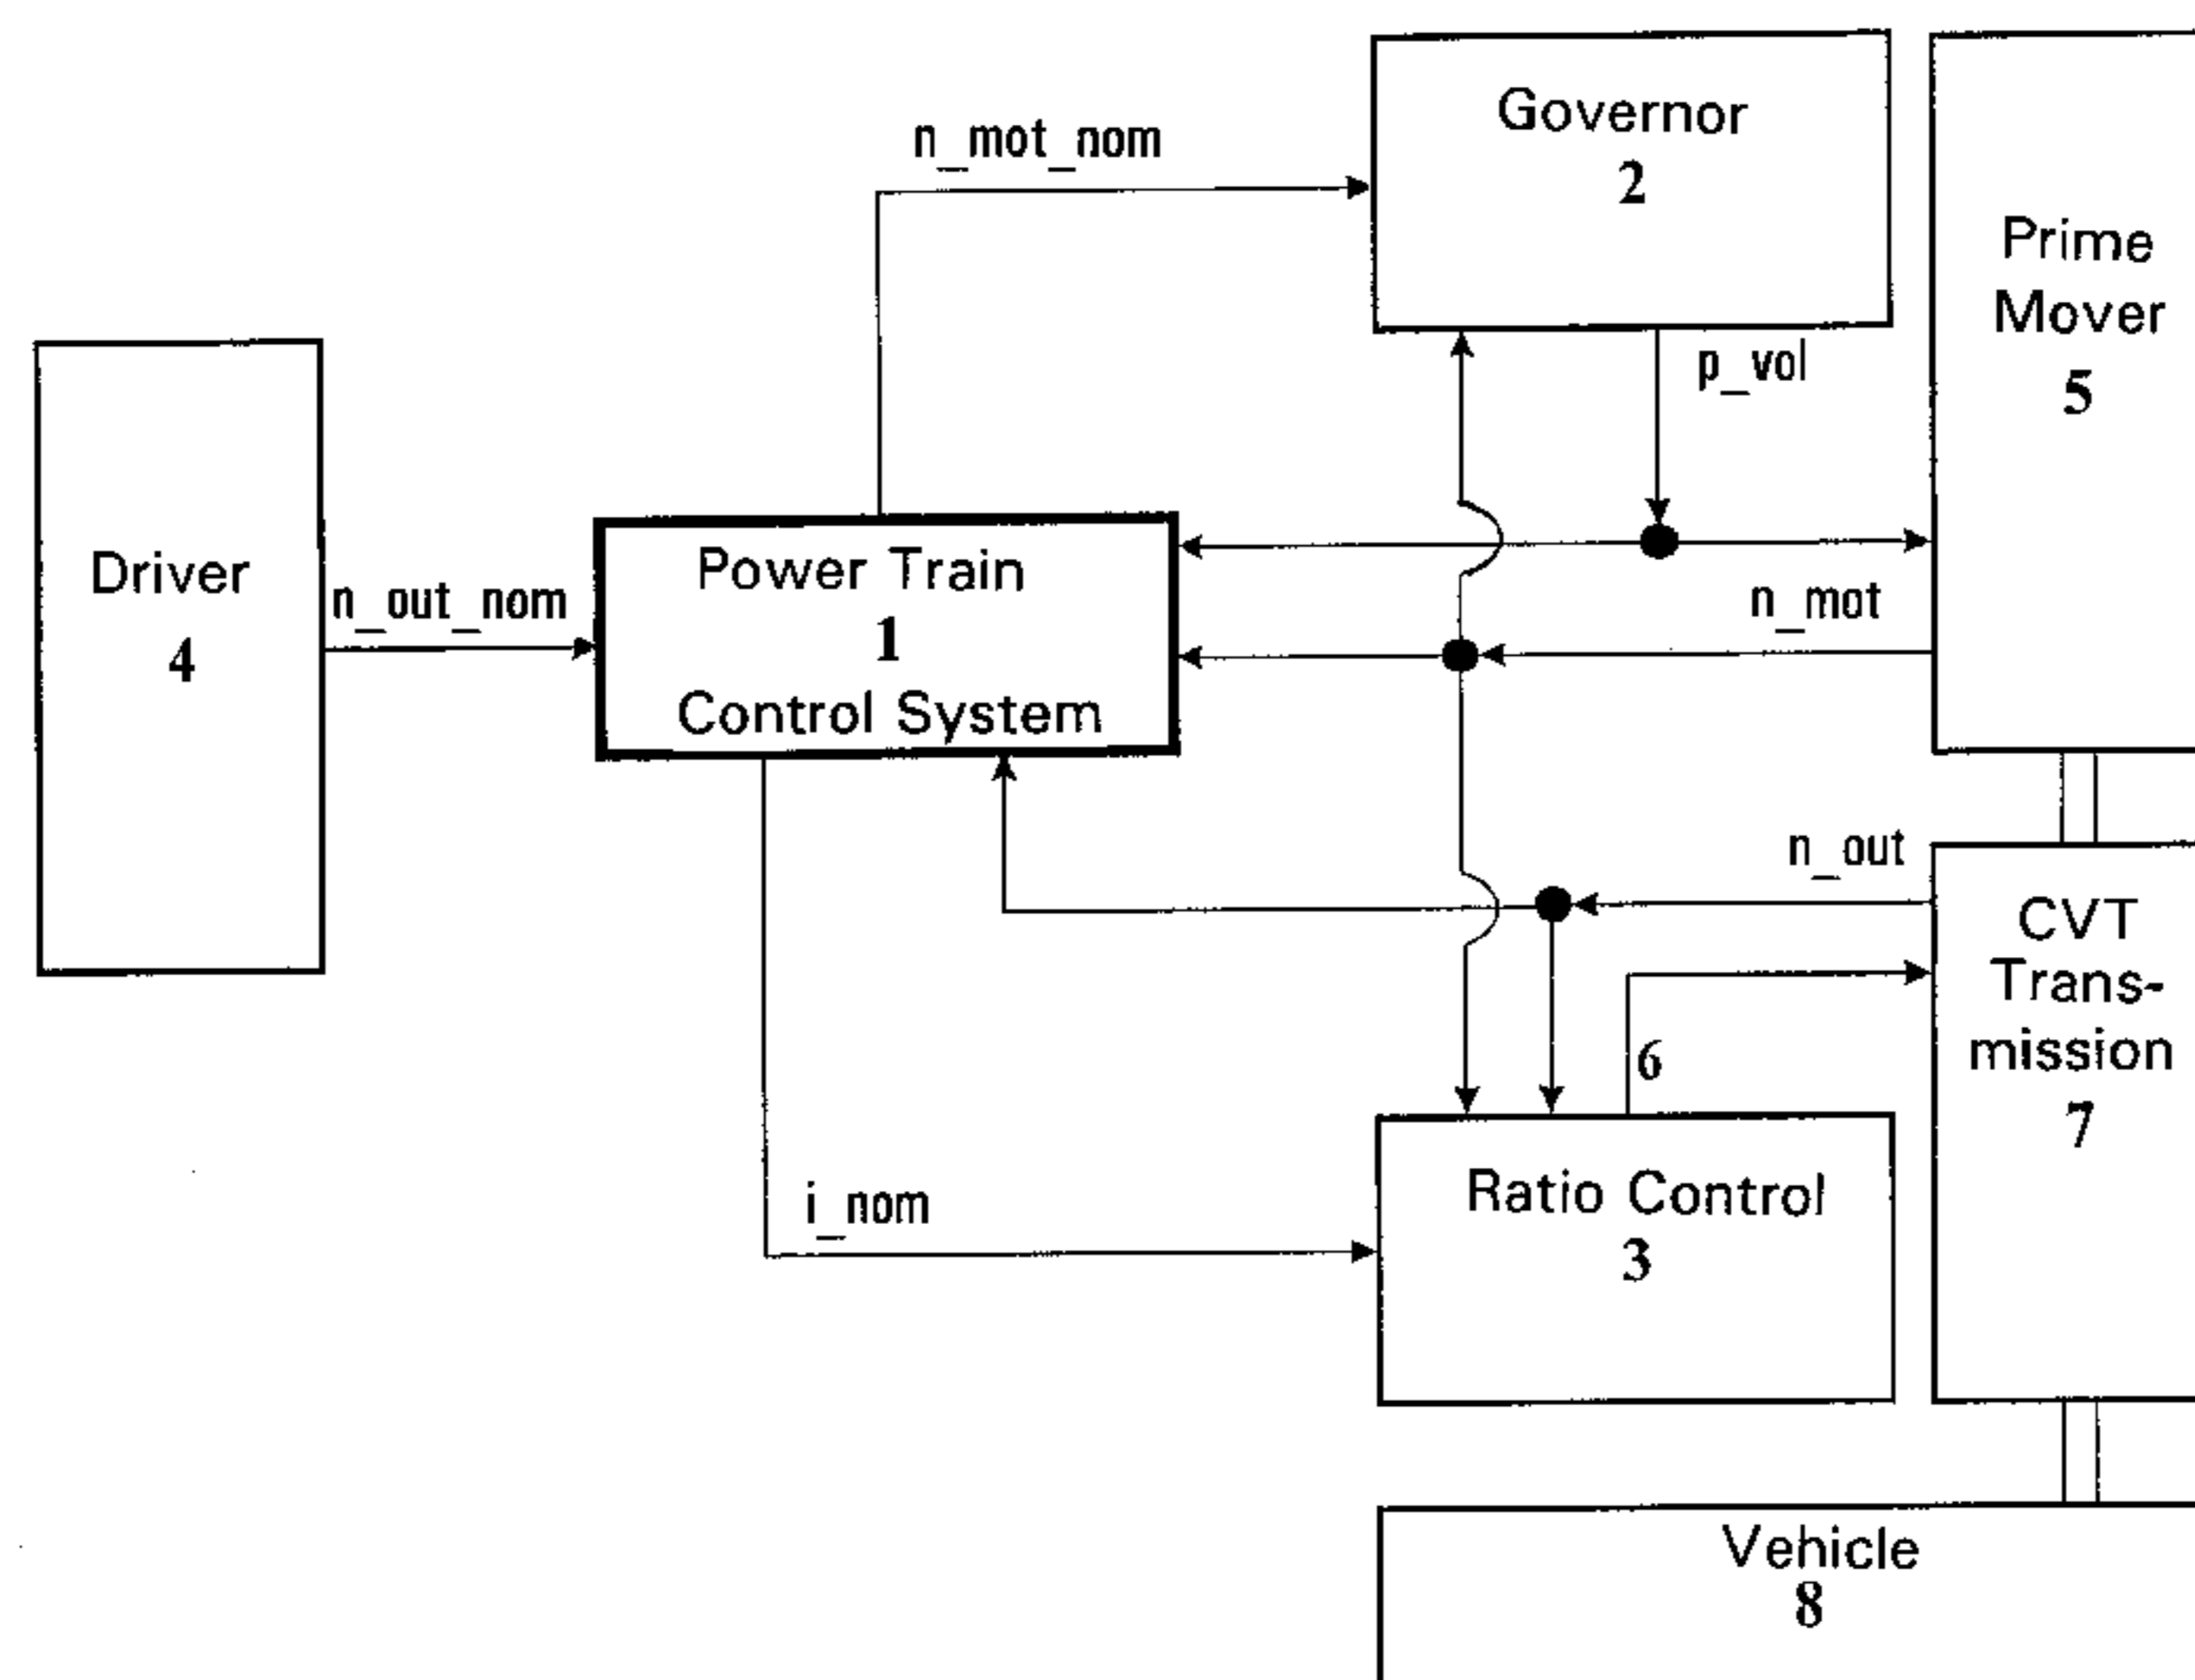 Governor
2
n_mot_nom
Prime
Mover
5
p_vol
Driver
4
n_out_nom
Power Train
1
Control System
n_mot
n_out
CVT
Trans-
mission
7
6
i_nom
Ratio Control
3
Vehicle
8